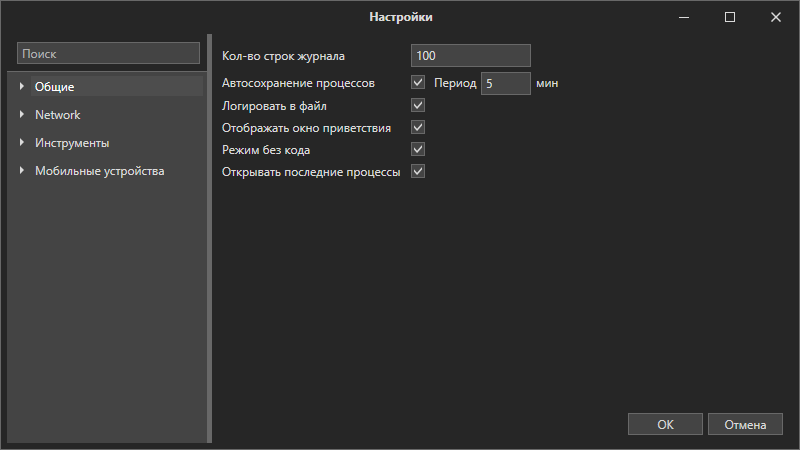 Настройки
Поиск
Общие
Network
Инструменты
Мобильные устройства
Кол-во строк журнала 100
Автосохранение процессов Период 5 мин
Логировать в файл
Отображать окно приветствия
Режим без кода
Открывать последние процессы
OK Отмена